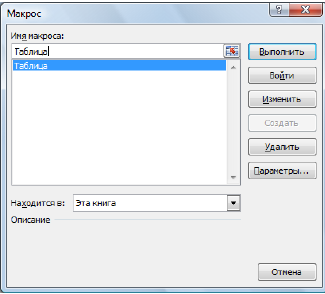 Макрос
Имя макроса:
Таблица
Таблица
Выполнить
Войти
Изменить
Создать
Удалить
Параметры...
Находится в: Эта книга
Описание
Отмена